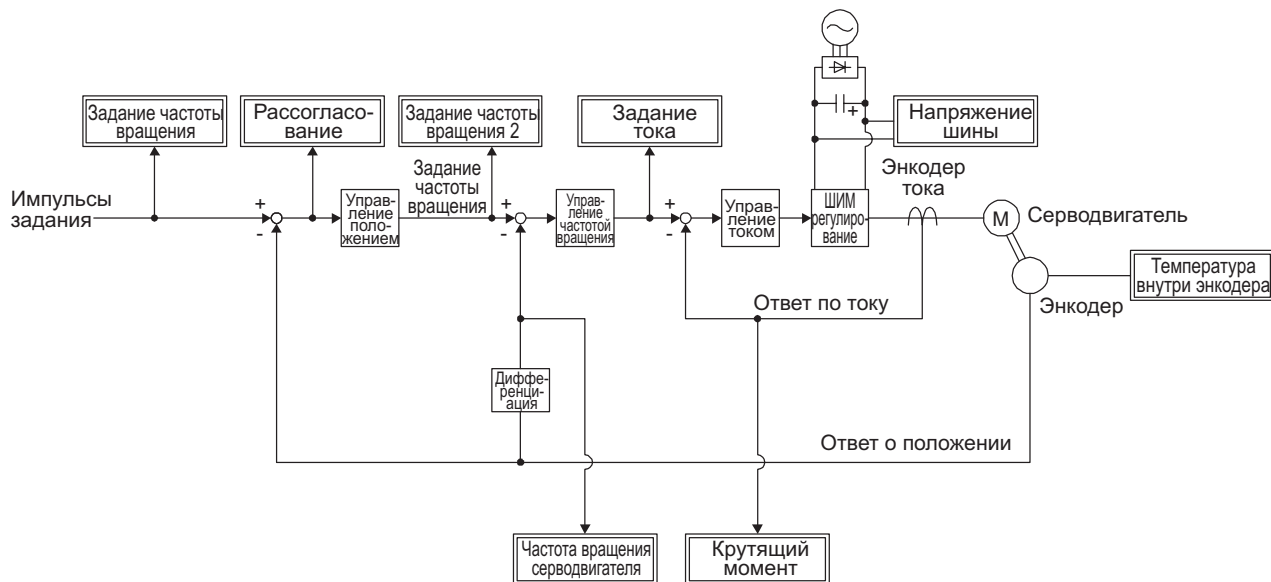 Задание частоты
вращения
Рассогласо-
вание
Задание частоты
вращения 2
Задание
тока
Напряжение
шины
Импульсы
задания
+
-
Управ-
ление
поло-
жением
Задание
частоты
вращения
+
-
Управ-
ление
частотой
вращения
+
-
Управ-
ление
током
+
ШИМ
регулиро-
вание
Энкодер
тока
M
Серводвигатель
Температура
внутри энкодера
Энкодер
Ответ по току
Диффе-
ренци-
ация
Ответ о положении
Частота вращения
серводвигателя
Крутящий
момент